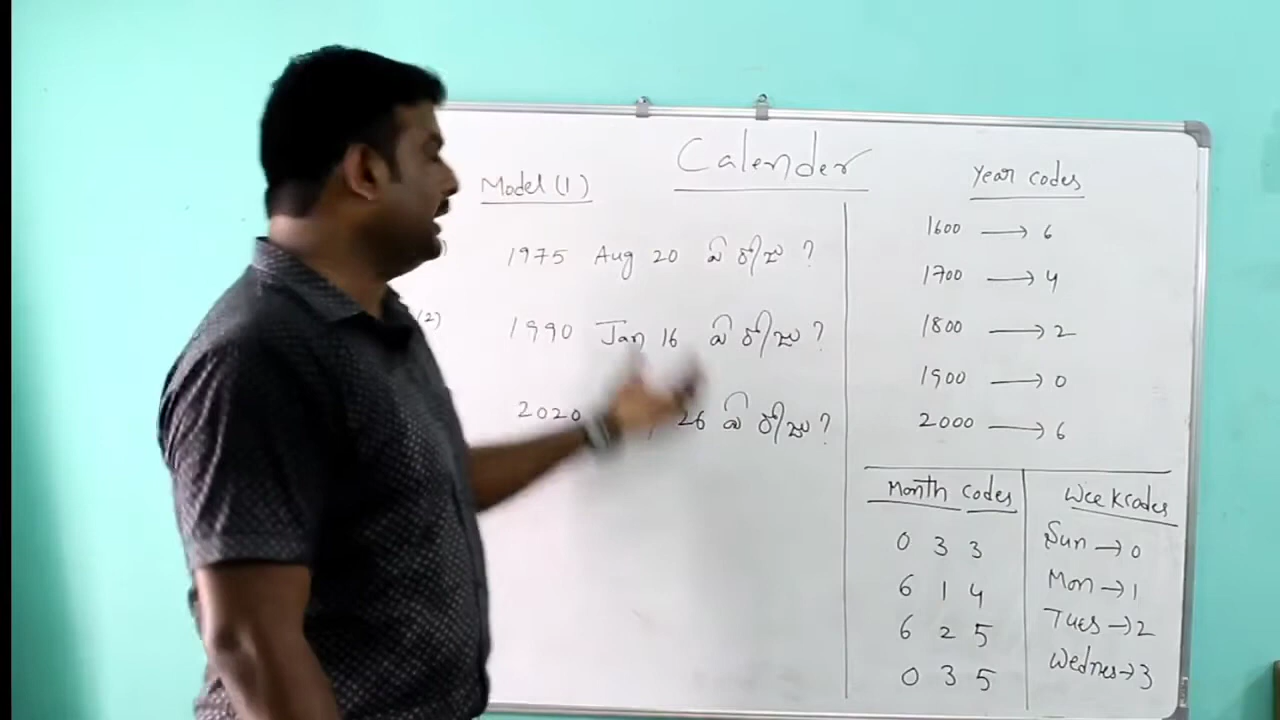 Calender
Model (1)
1975 Aug 20 ఏ రోజు ?
(2) 1990 Jan 16 ఏ రోజు ?
2020 26 ఏ రోజు ?
Year codes
1600 → 6
1700 → 4
1800 → 2
1900 → 0
2000 → 6
Month codes
0 3 3
6 1 4
6 2 5
0 3 5
Weekcodes
Sun → 0
Mon → 1
Tues → 2
Wednes → 3